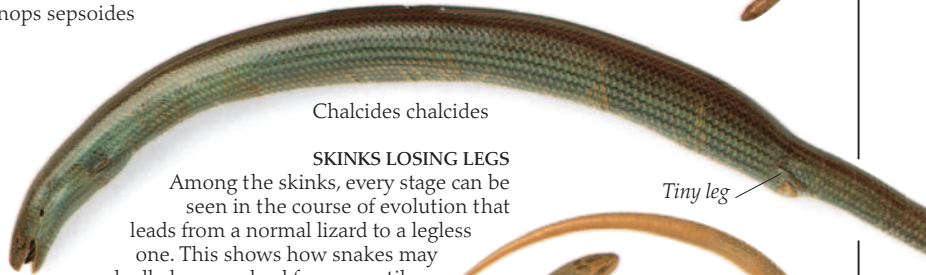 nops sepsoides
Chalcides chalcides
SKINKS LOSING LEGS
Among the skinks, every stage can be
seen in the course of evolution that
leads from a normal lizard to a legless
one. This shows how snakes may
Tiny leg